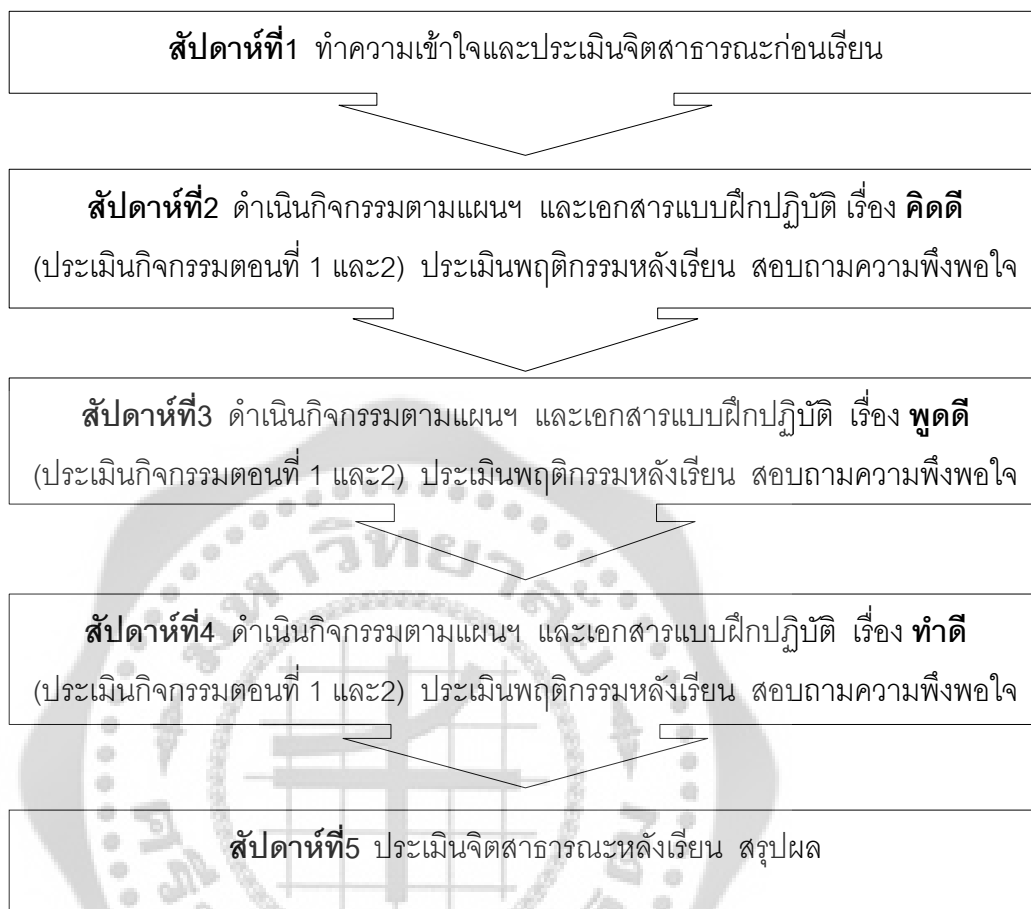 สัปดาห์ที่1 ทำความเข้าใจและประเมินจิตสาธารณะก่อนเรียน
สัปดาห์ที่2 ดำเนินกิจกรรมตามแผนฯ และเอกสารแบบฝึกปฏิบัติ เรื่อง คิดดี
(ประเมินกิจกรรมตอนที่ 1 และ2) ประเมินพฤติกรรมหลังเรียน สอบถามความพึงพอใจ
สัปดาห์ที่3 ดำเนินกิจกรรมตามแผนฯ และเอกสารแบบฝึกปฏิบัติ เรื่อง พูดดี
(ประเมินกิจกรรมตอนที่ 1 และ2) ประเมินพฤติกรรมหลังเรียน สอบถามความพึงพอใจ
มหาวิทยาลัย
สัปดาห์ที่4 ดำเนินกิจกรรมตามแผนฯ และเอกสารแบบฝึกปฏิบัติ เรื่อง ทำดี
(ประเมินกิจกรรมตอนที่ 1 และ2) ประเมินพฤติกรรมหลังเรียน สอบถามความพึงพอใจ
สัปดาห์ที่5 ประเมินจิตสาธารณะหลังเรียน สรุปผล